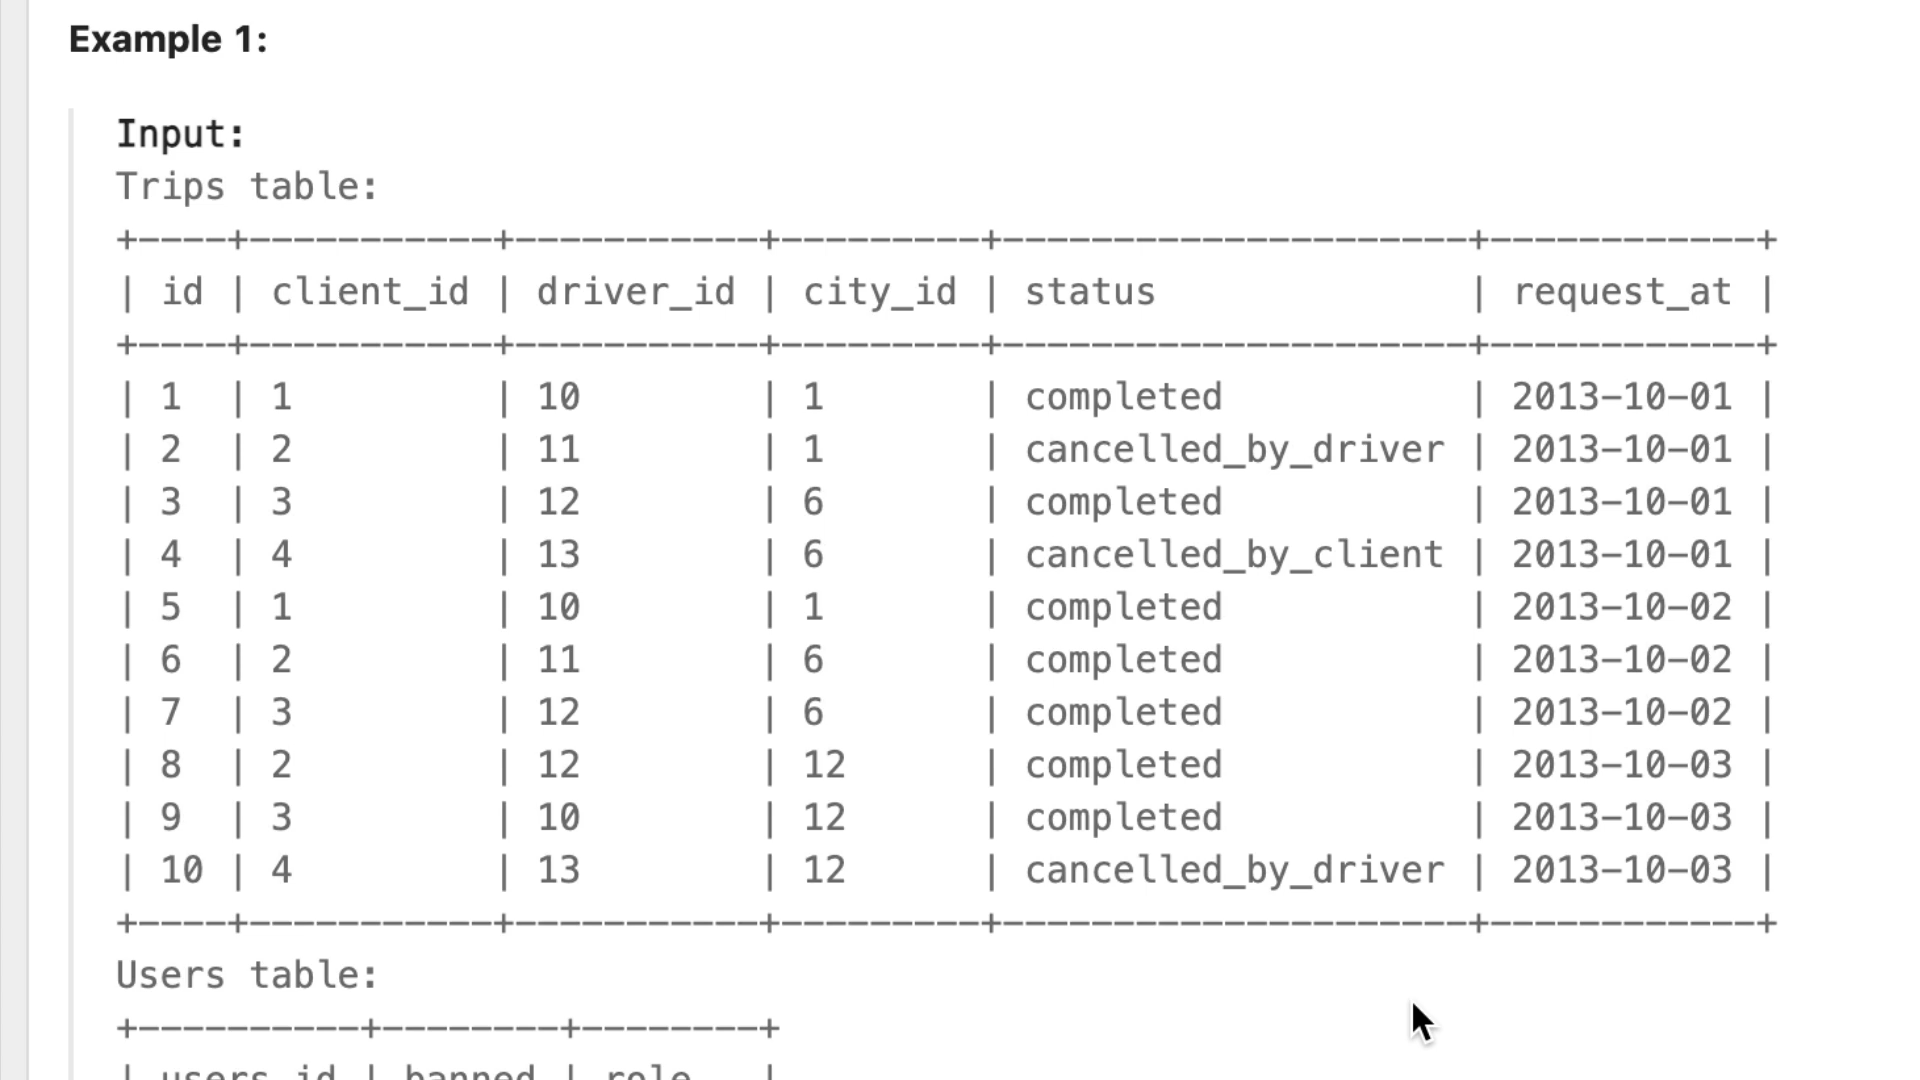 Example 1:
Input:
Trips table:
+----+-----------+-----------+---------+---------------------+------------+
| id | client_id | driver_id | city_id | status              | request_at |
+----+-----------+-----------+---------+---------------------+------------+
| 1  | 1         | 10        | 1       | completed           | 2013-10-01 |
| 2  | 2         | 11        | 1       | cancelled_by_driver | 2013-10-01 |
| 3  | 3         | 12        | 6       | completed           | 2013-10-01 |
| 4  | 4         | 13        | 6       | cancelled_by_client | 2013-10-01 |
| 5  | 1         | 10        | 1       | completed           | 2013-10-02 |
| 6  | 2         | 11        | 6       | completed           | 2013-10-02 |
| 7  | 3         | 12        | 6       | completed           | 2013-10-02 |
| 8  | 2         | 12        | 12      | completed           | 2013-10-03 |
| 9  | 3         | 10        | 12      | completed           | 2013-10-03 |
| 10 | 4         | 13        | 12      | cancelled_by_driver | 2013-10-03 |
+----+-----------+-----------+---------+---------------------+------------+
Users table:
+----------+--------+--------+
| users_id | banned | role   |